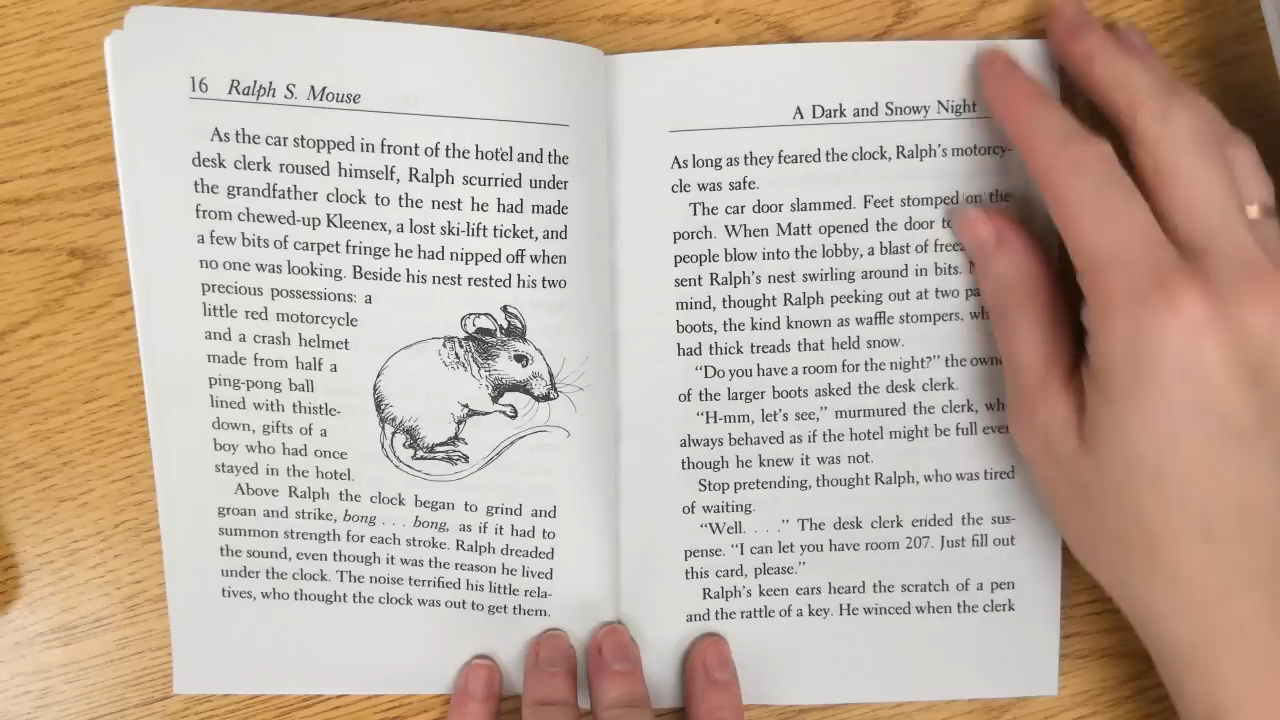 16 Ralph S. Mouse
As the car stopped in front of the hotel and the
desk clerk roused himself, Ralph scurried under
the grandfather clock to the nest he had made
from chewed-up Kleenex, a lost ski-lift ticket, and
a few bits of carpet fringe he had nipped off when
no one was looking. Beside his nest rested his two
precious possessions: a
little red motorcycle
and a crash helmet
made from half a
ping-pong ball
lined with thistle-
down, gifts of a
boy who had once
stayed in the hotel.
Above Ralph the clock began to grind and
groan and strike, bong . . . bong, as if it had to
summon strength for each stroke. Ralph dreaded
the sound, even though it was the reason he lived
under the clock. The noise terrified his little rela-
tives, who thought the clock was out to get them.
A Dark and Snowy Night
As long as they feared the clock, Ralph's motorcy-
cle was safe.
The car door slammed. Feet stomped on the
porch. When Matt opened the door
people blow into the lobby, a blast of
sent Ralph's nest swirling around in bits.
mind, thought Ralph peeking out at two
boots, the kind known as waffle stompers,
had thick treads that held snow.
"Do you have a room for the night?" the
of the larger boots asked the desk clerk.
"H-mm, let's see," murmured the clerk,
always behaved as if the hotel might be full
though he knew it was not.
Stop pretending, thought Ralph, who was tired
of waiting.
"Well. . . ." The desk clerk ended the sus-
pense. "I can let you have room 207. Just fill out
this card, please."
Ralph's keen ears heard the scratch of a pen
and the rattle of a key. He winced when the clerk